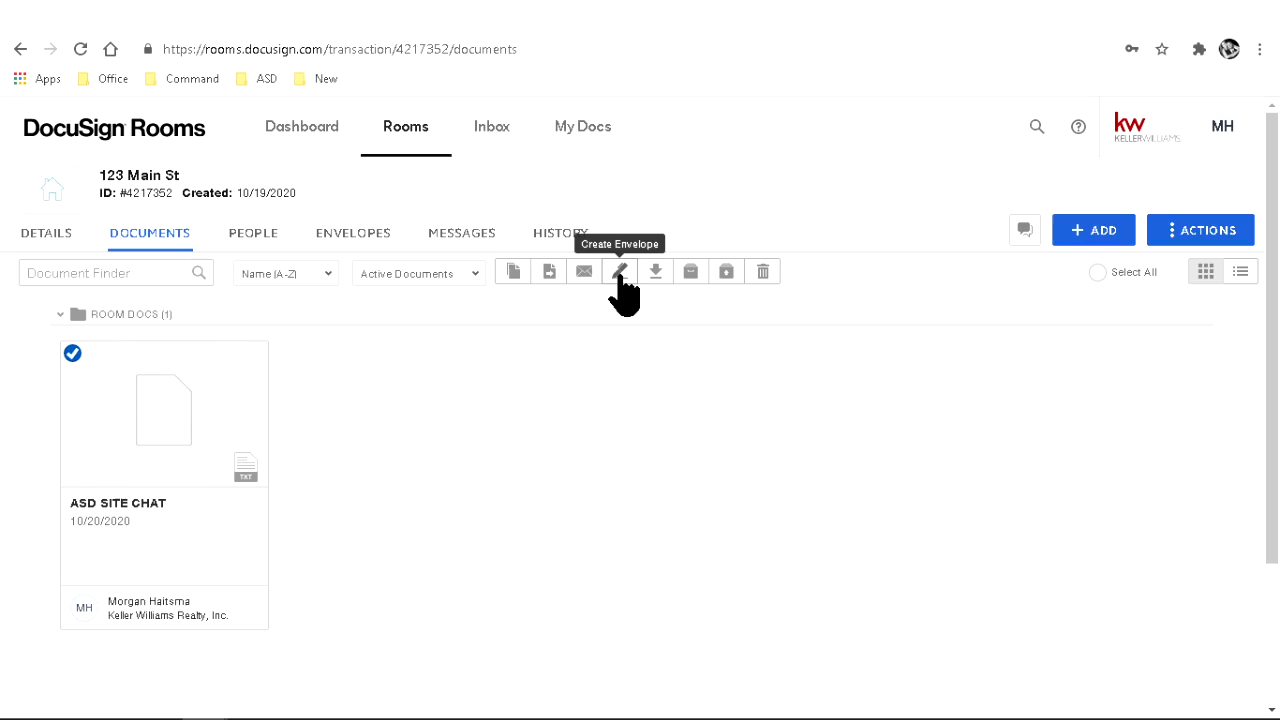 https://rooms.docusign.com/transaction/4217352/documents
Apps Office Command ASD New
DocuSign Rooms Dashboard Rooms Inbox My Docs kw KELLERWILLIAMS MH
123 Main St
ID: #4217352 Created: 10/19/2020
DETAILS DOCUMENTS PEOPLE ENVELOPES MESSAGES HISTORY + ADD ACTIONS
Create Envelope
Document Finder Name (A-Z) Active Documents Select All
ROOM DOCS (1)
TXT
ASD SITE CHAT
10/20/2020
MH Morgan Haitsma
Keller Williams Realty, Inc.